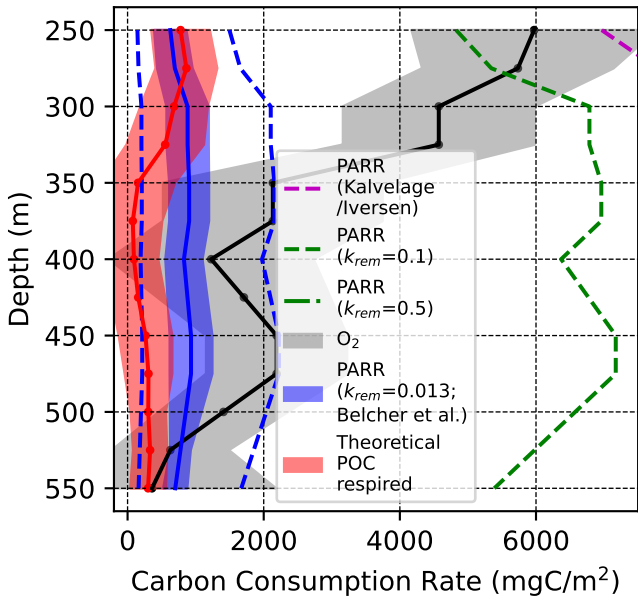 250
300
350
400
450
500
550
Depth (m)
0
2000
4000
6000
Carbon Consumption Rate (mgC/m²)
PARR
(Kalvelage
/Iversen)
PARR
(k_rem=0.1)
PARR
(k_rem=0.5)
O₂
PARR
(k_rem=0.013;
Belcher et al.)
Theoretical
POC
respired